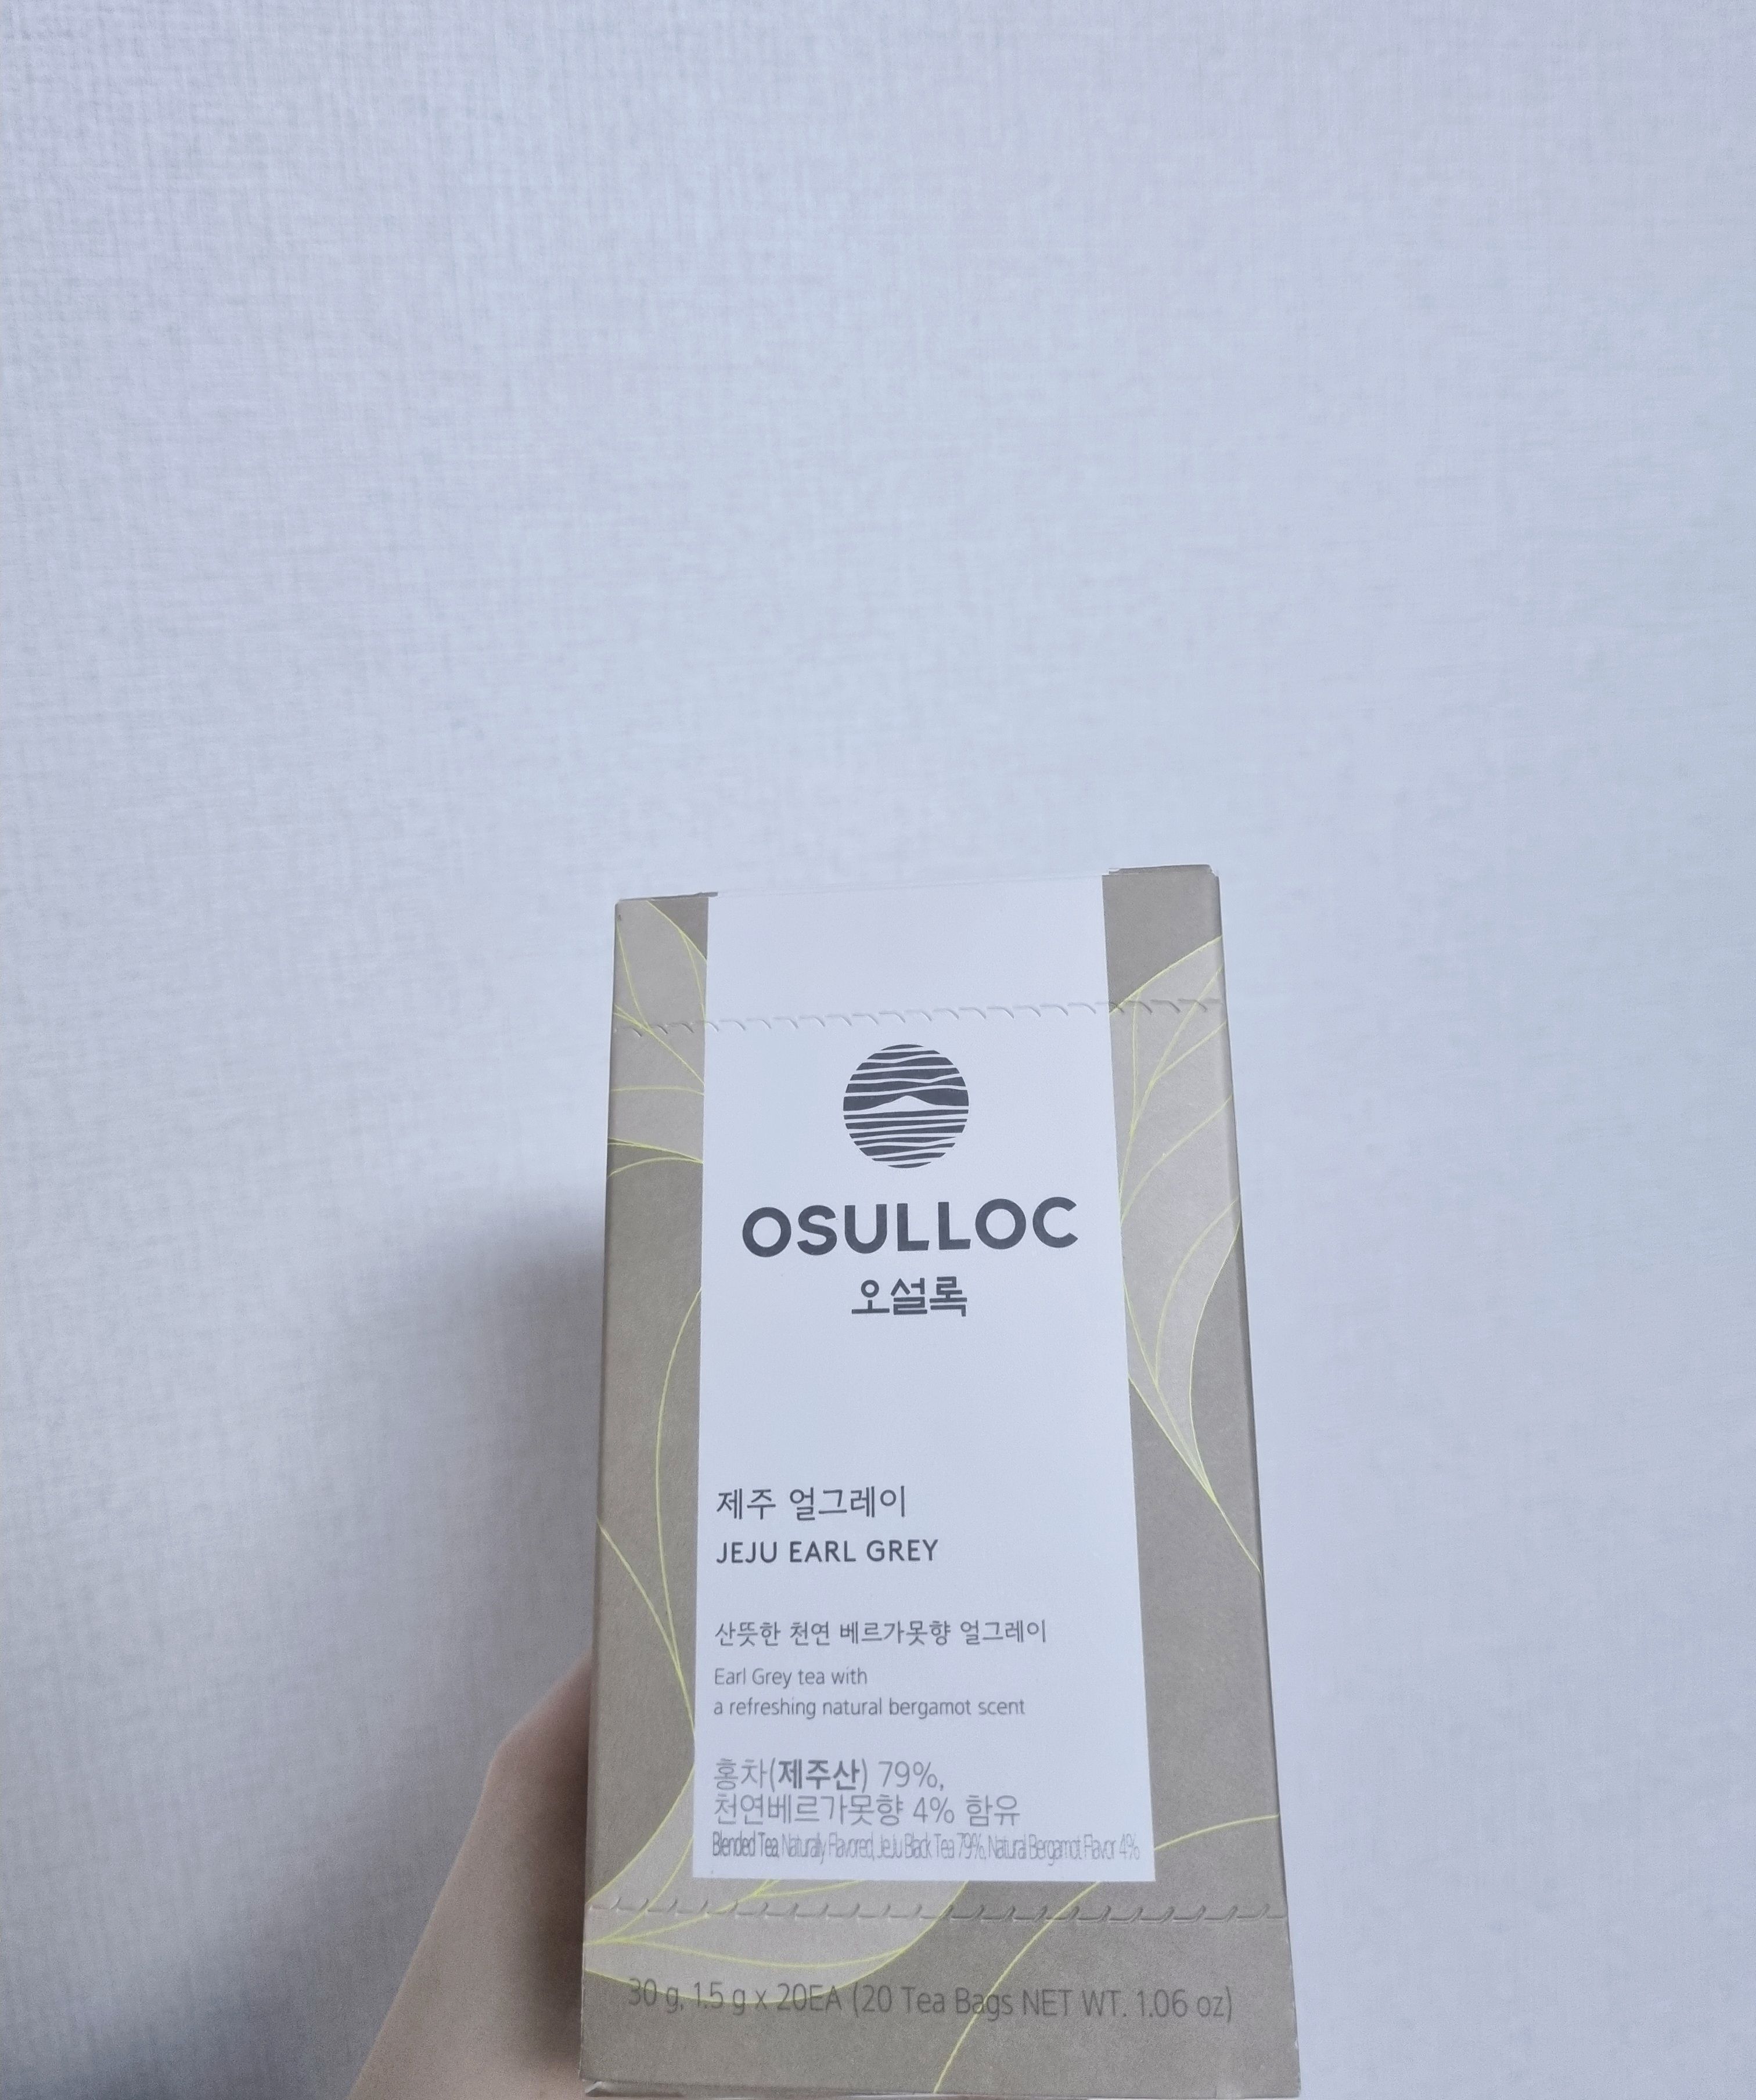 OSULLOC
오설록
제주 얼그레이
JEJU EARL GREY
산뜻한 천연 베르가못향 얼그레이
Earl Grey tea with
a refreshing natural bergamot scent
홍차(제주산) 79%,
천연베르가못향 4% 함유
Blended Tea, Naturally Flavored, JeJu Black Tea 79%, Natural Bergamot Flavor 4%
30 g, 1.5 g x 20EA (20 Tea Bags NET WT. 1.06 oz)